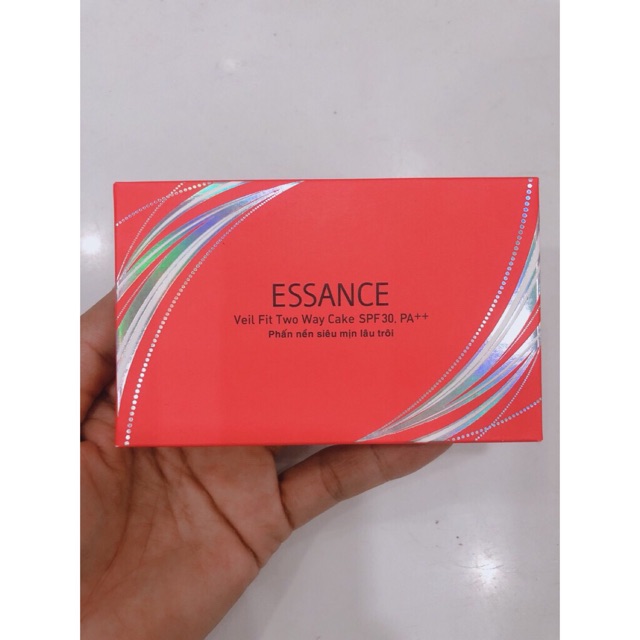 ESSANCE
Veil Fit Two Way Cake SPF30, PA++
Phấn nền siêu mịn lâu trôi